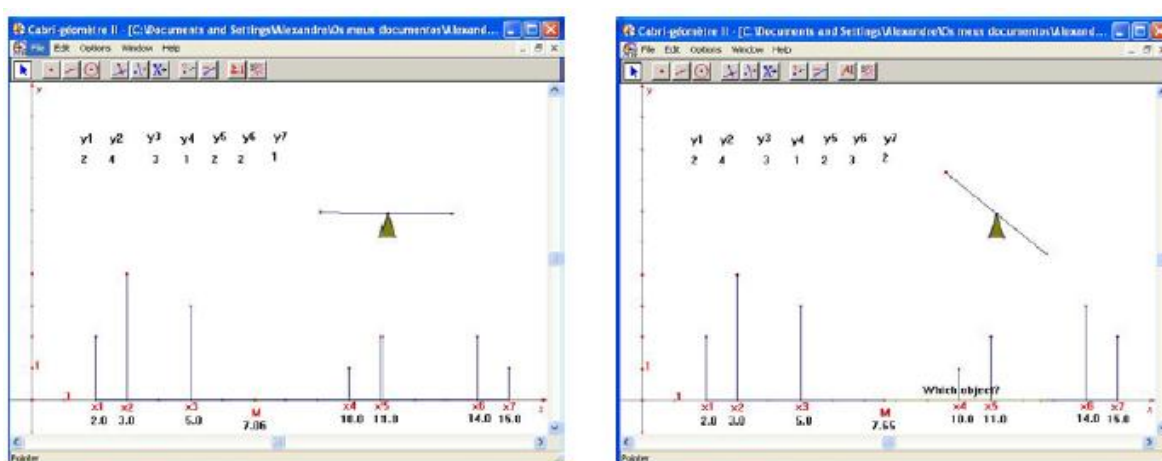 Cabri-géomètre II - [C:\Documents and Settings\Alexandre\Os meus documentos\Alexand...
File Edit Options Window Help
y
y1 y2 y3 y4 y5 y6 y7
2 4 3 1 2 2 1
1
1 x1 x2 x3 M x4 x5 x6 x7 x
2.0 3.0 5.0 7.06 10.0 11.0 14.0 15.0
Pointer
Cabri-géomètre II - [C:\Documents and Settings\Alexandre\Os meus documentos\Alexand...
File Edit Options Window Help
y
y1 y2 y3 y4 y5 y6 y7
2 4 3 1 2 3 2
1
Which object?
1 x1 x2 x3 M x4 x5 x6 x7 x
2.0 3.0 5.0 10.0 11.0 14.0 15.0
Pointer